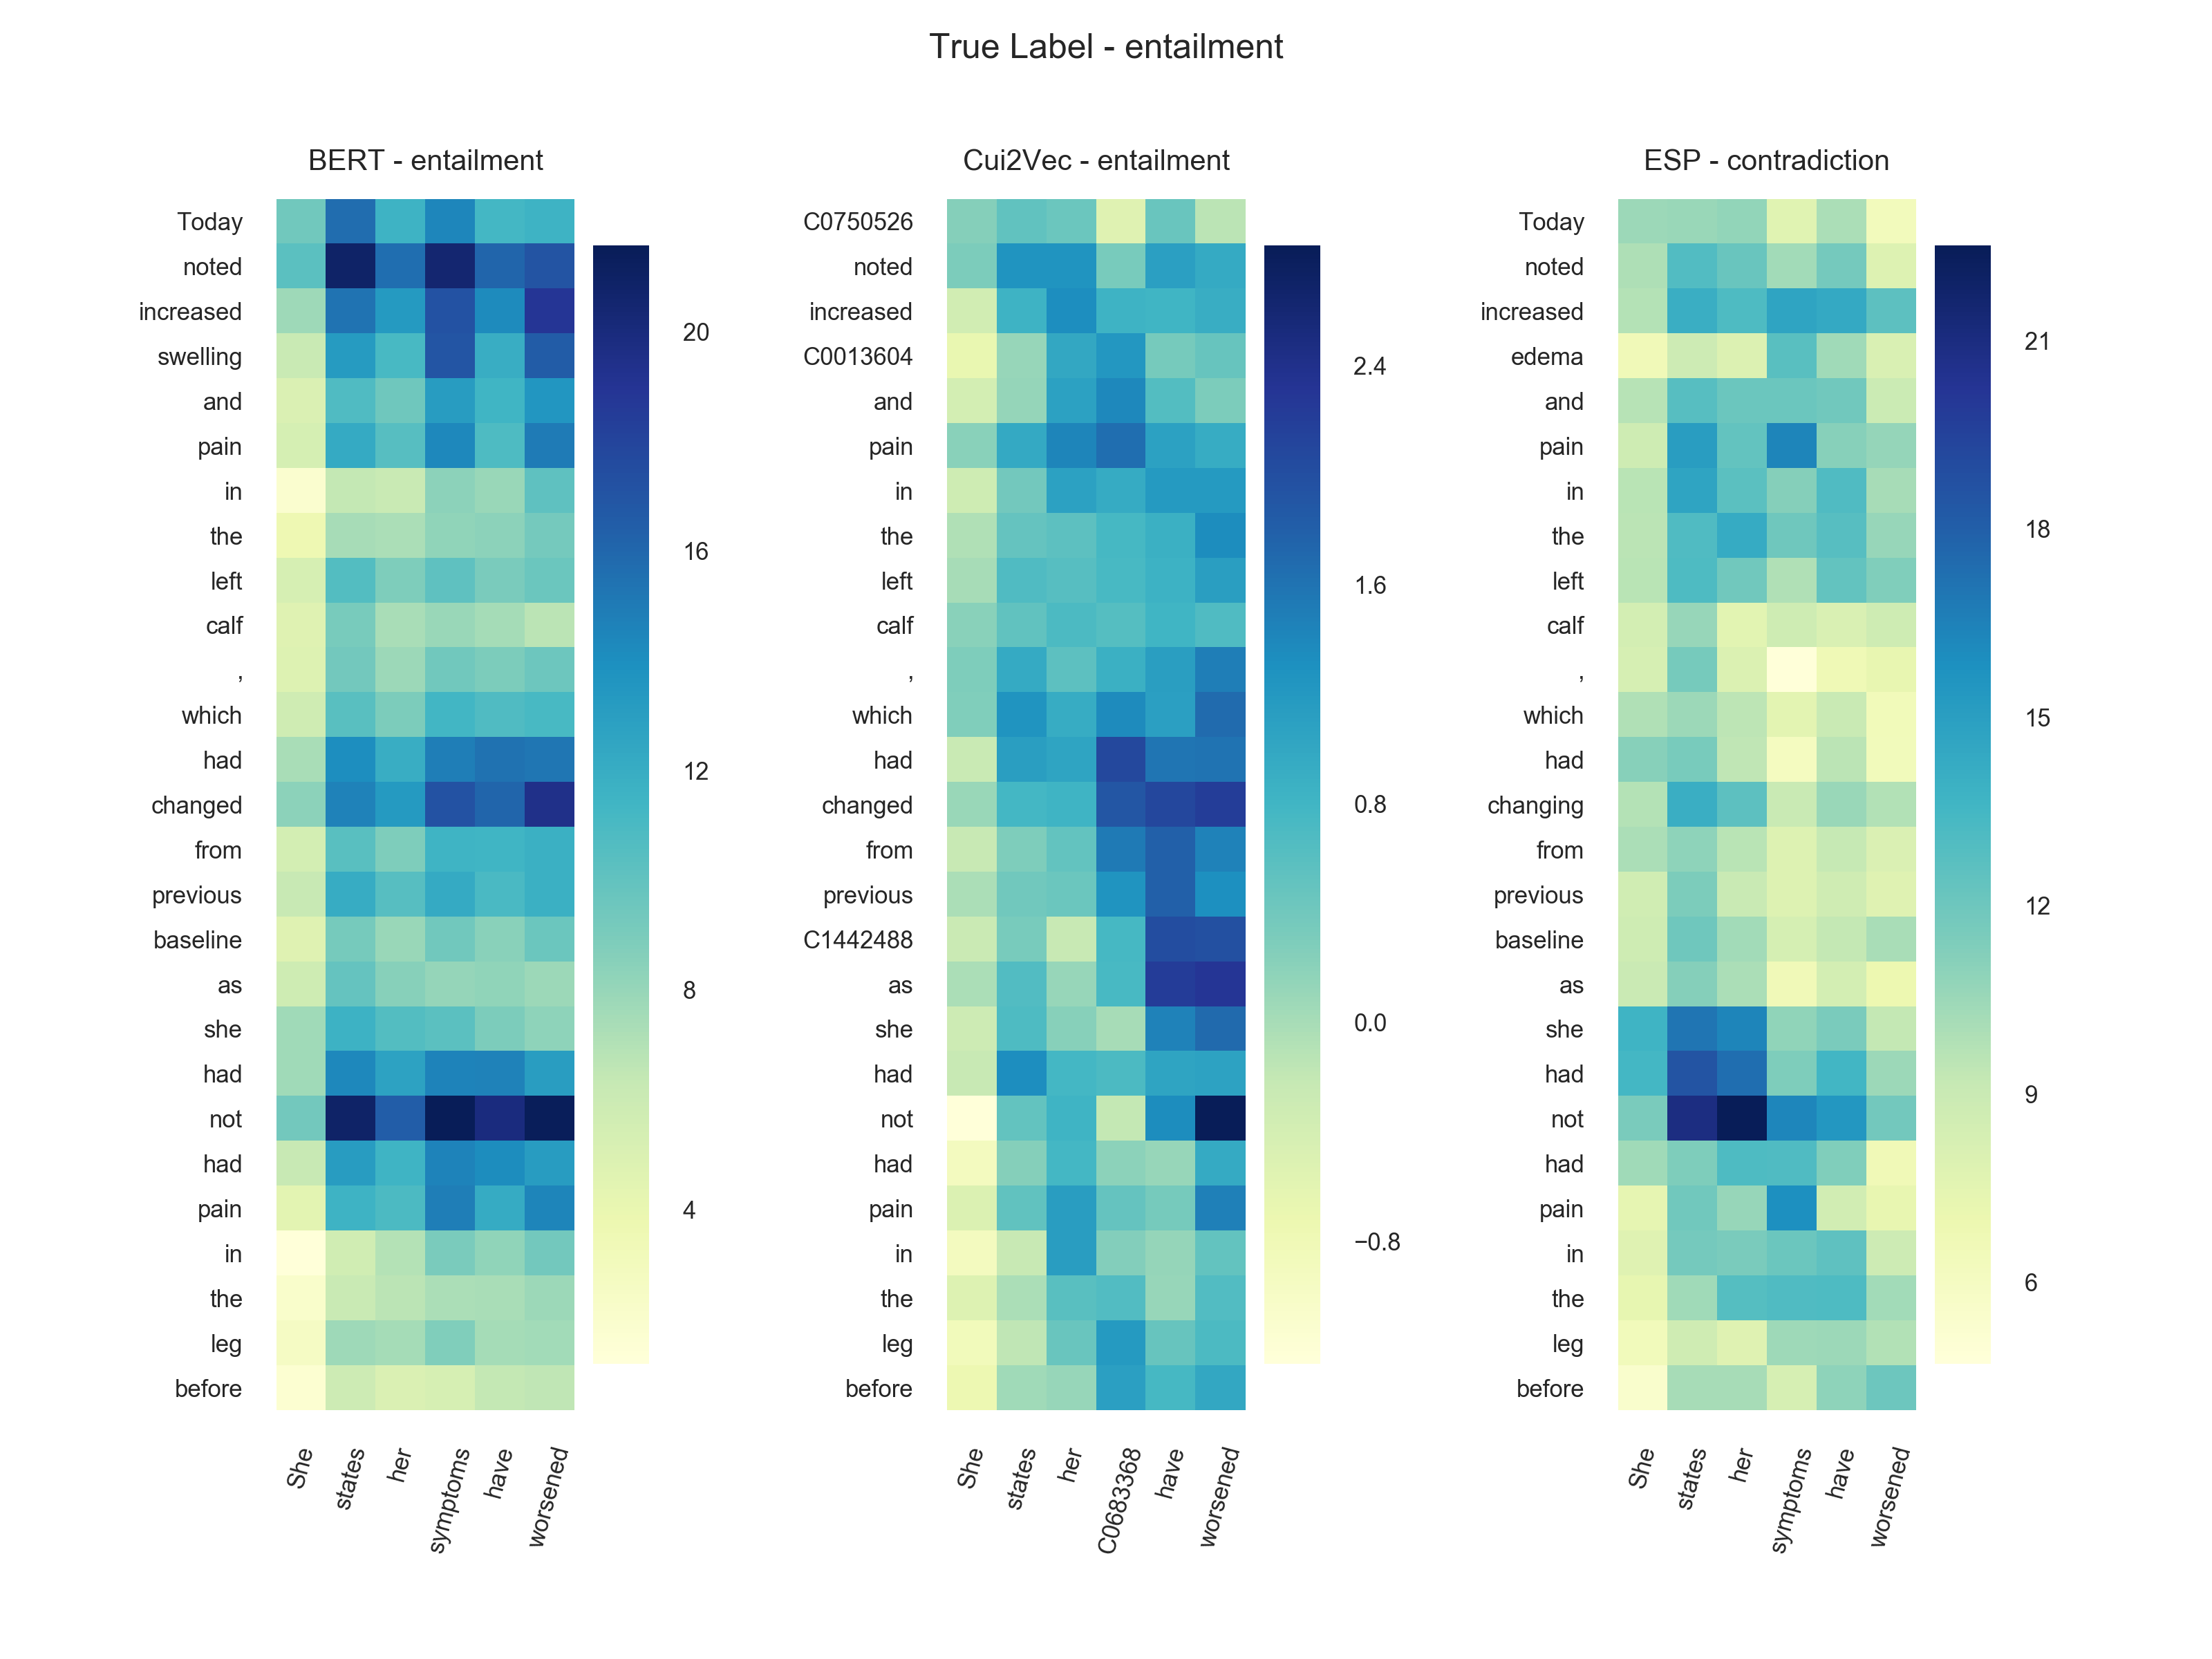 True Label - entailment
BERT - entailment
Today
noted
increased
swelling
and
pain
in
the
left
calf
,
which
had
changed
from
previous
baseline
as
she
had
not
had
pain
in
the
leg
before
She
states
her
symptoms
have
worsened
20
16
12
8
4
Cui2Vec - entailment
C0750526
noted
increased
C0013604
and
pain
in
the
left
calf
,
which
had
changed
from
previous
C1442488
as
she
had
not
had
pain
in
the
leg
before
She
states
her
C0683368
have
worsened
2.4
1.6
0.8
0.0
−0.8
ESP - contradiction
Today
noted
increased
edema
and
pain
in
the
left
calf
,
which
had
changing
from
previous
baseline
as
she
had
not
had
pain
in
the
leg
before
She
states
her
symptoms
have
worsened
21
18
15
12
9
6